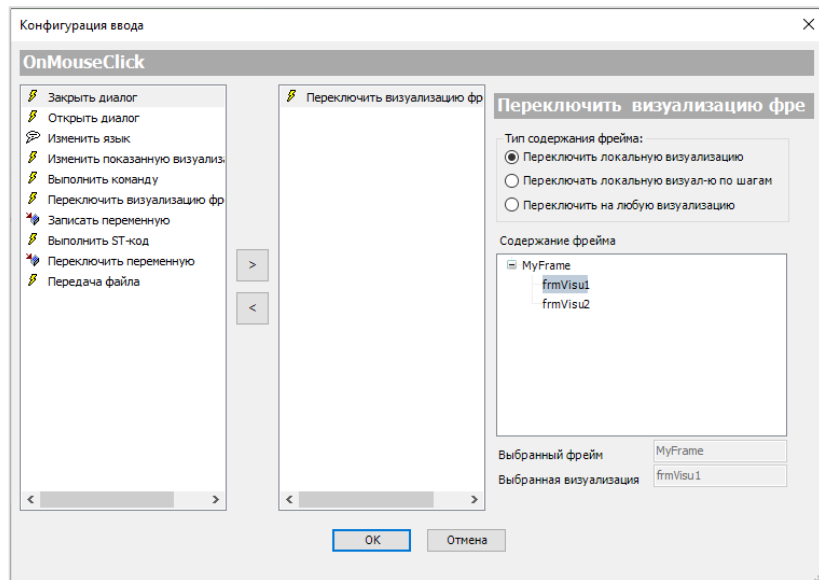 Конфигурация ввода
OnMouseClick
Закрыть диалог
Открыть диалог
Изменить язык
Изменить показанную визуализ
Выполнить команду
Переключить визуализацию фр
Записать переменную
Выполнить ST-код
Переключить переменную
Передача файла
>
<
Переключить визуализацию фр
Переключить визуализацию фре
Тип содержания фрейма:
Переключить локальную визуализацию
Переключать локальную визуал-ю по шагам
Переключить на любую визуализацию
Содержание фрейма
MyFrame
frmVisu1
frmVisu2
Выбранный фрейм MyFrame
Выбранная визуализация frmVisu1
OK Отмена